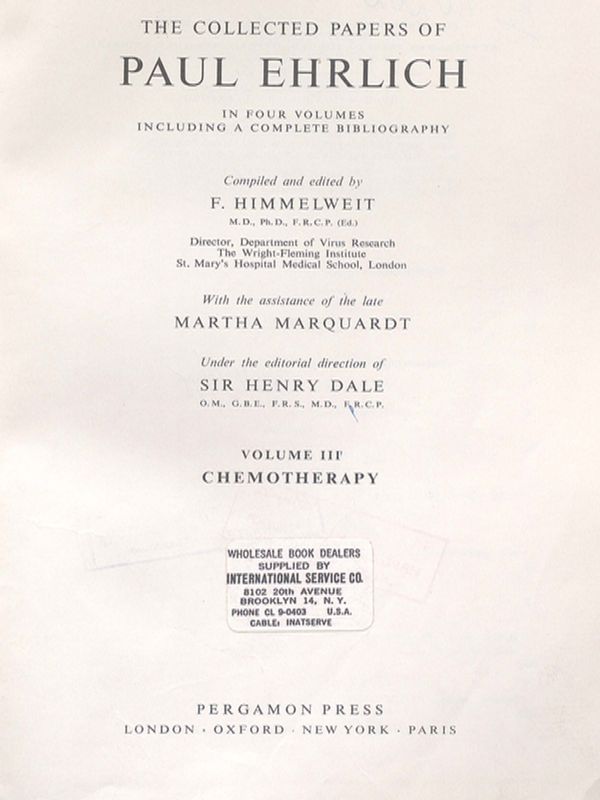 THE COLLECTED PAPERS OF
PAUL EHRLICH
IN FOUR VOLUMES
INCLUDING A COMPLETE BIBLIOGRAPHY
Compiled and edited by
F. HIMMELWEIT
M.D., Ph.D., F.R.C.P. (Ed.)
Director, Department of Virus Research
The Wright-Fleming Institute
St. Mary's Hospital Medical School, London
With the assistance of the late
MARTHA MARQUARDT
Under the editorial direction of
SIR HENRY DALE
O.M., G.B.E., F.R.S., M.D., F.R.C.P.
VOLUME III
CHEMOTHERAPY
WHOLESALE BOOK DEALERS
SUPPLIED BY
INTERNATIONAL SERVICE CO.
8102 20th AVENUE
BROOKLYN 14, N. Y.
PHONE CL 9-0403 U.S.A.
CABLE: INATSERVE
PERGAMON PRESS
LONDON · OXFORD · NEW YORK · PARIS